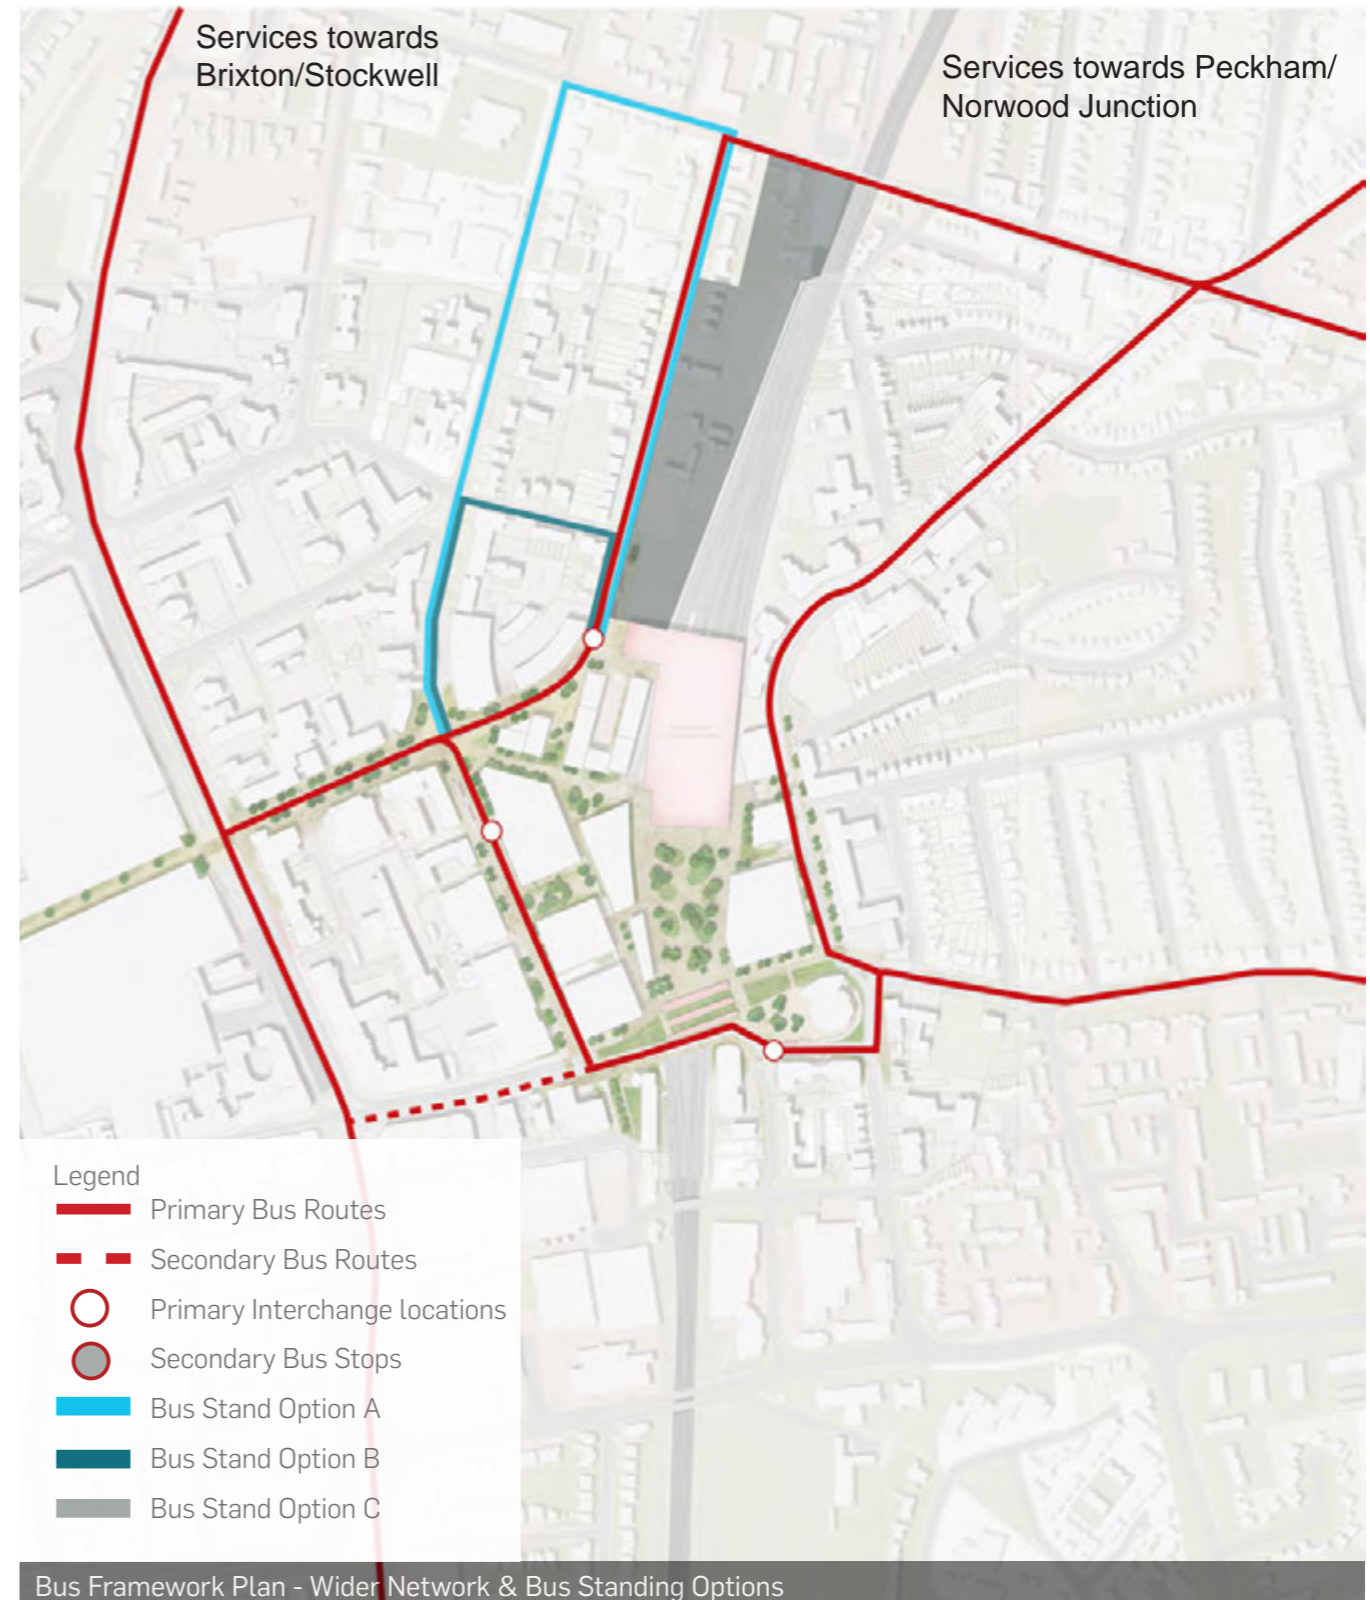 Services towards
Brixton/Stockwell
Services towards Peckham/
Norwood Junction
Legend
Primary Bus Routes
Secondary Bus Routes
Primary Interchange locations
Secondary Bus Stops
Bus Stand Option A
Bus Stand Option B
Bus Stand Option C
Bus Framework Plan - Wider Network & Bus Standing Options